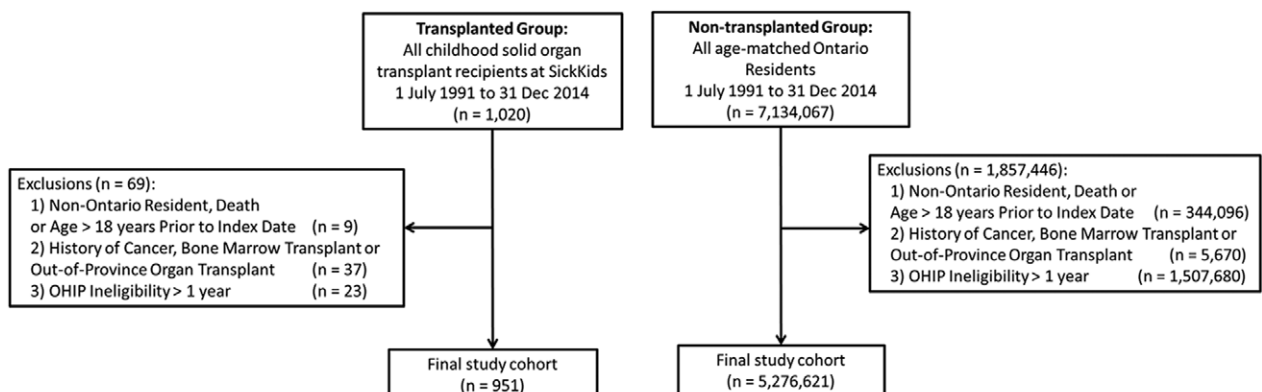 Transplanted Group:
All childhood solid organ
transplant recipients at SickKids
1 July 1991 to 31 Dec 2014
(n = 1,020)
Non-transplanted Group:
All age-matched Ontario
Residents
1 July 1991 to 31 Dec 2014
(n = 7,134,067)
Exclusions (n = 69):
1) Non-Ontario Resident, Death
or Age > 18 years Prior to Index Date (n = 9)
2) History of Cancer, Bone Marrow Transplant or
Out-of-Province Organ Transplant (n = 37)
3) OHIP Ineligibility > 1 year (n = 23)
Exclusions (n = 1,857,446):
1) Non-Ontario Resident, Death or
Age > 18 years Prior to Index Date (n = 344,096)
2) History of Cancer, Bone Marrow Transplant or
Out-of-Province Organ Transplant (n = 5,670)
3) OHIP Ineligibility > 1 year (n = 1,507,680)
Final study cohort
(n = 951)
Final study cohort
(n = 5,276,621)